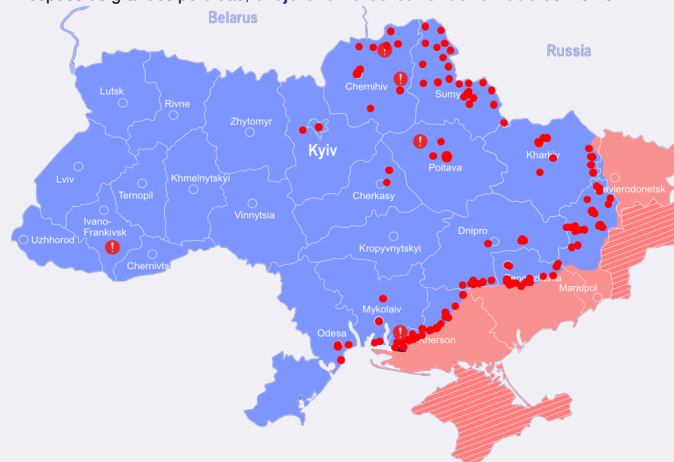 Belarus
Russia
Lutsk
Rivne
Chernihiv
Sumy
Zhytomyr
Kyiv
Kharkiv
Lviv
Khmelnytskyi
Poltava
Ternopil
Cherkasy
evierodonetsk
Ivano-
Frankivsk
Vinnytsia
Dnipro
Uzhhorod
Chernivtsi
Kropyvnytskyi
Mariupol
Mykolaiv
Odesa
Kherson